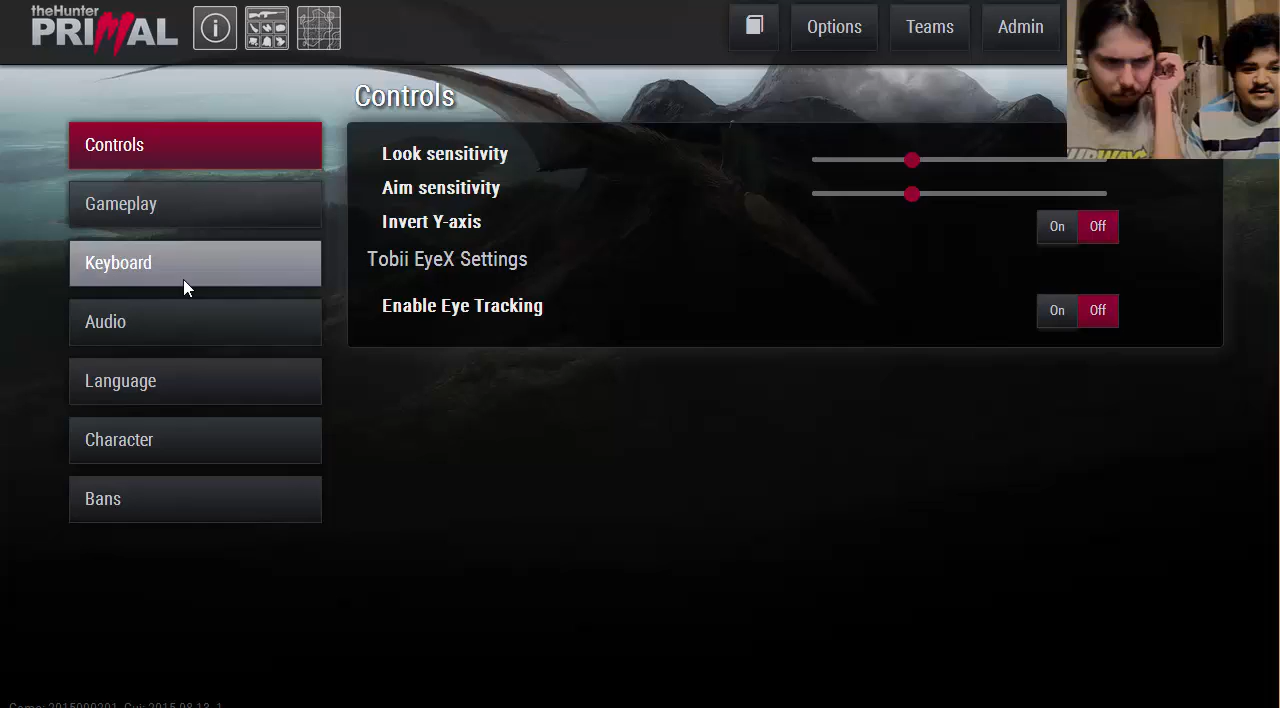 theHunter
PRIMAL
Options
Teams
Admin
Controls
Controls
Look sensitivity
Aim sensitivity
Invert Y-axis
On
Off
Tobii EyeX Settings
Enable Eye Tracking
On
Off
Gameplay
Keyboard
Audio
Language
Character
Bans